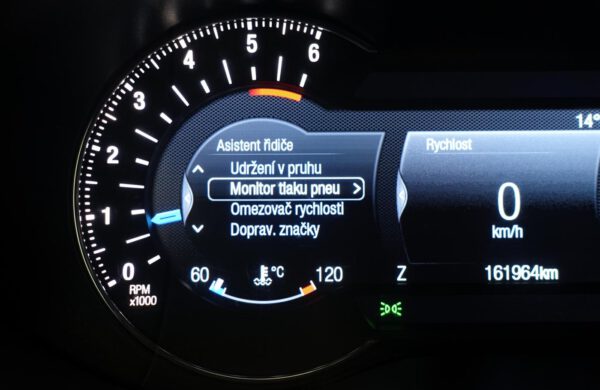 0
1
2
3
4
5
6
RPM
x1000
Asistent řidiče
Udržení v pruhu
Monitor tlaku pneu >
Omezovač rychlosti
Doprav. značky
60 °C 120
14°
Rychlost
0
km/h
Z 161964km